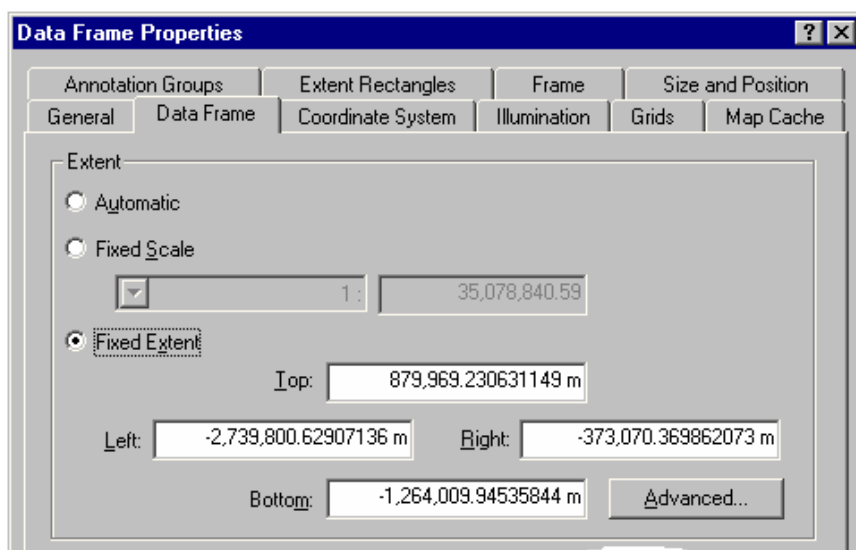 Data Frame Properties
Annotation Groups Extent Rectangles Frame Size and Position
General Data Frame Coordinate System Illumination Grids Map Cache
Extent
Automatic
Fixed Scale
1 : 35,078,840.59
Fixed Extent
Top: 879,969.230631149 m
Left: -2,739,800.62907136 m Right: -373,070.369862073 m
Bottom: -1,264,009.94535844 m Advanced...